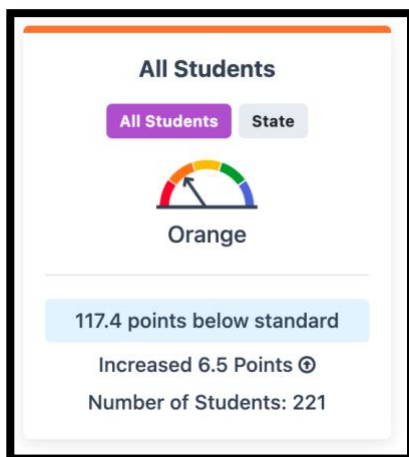 All Students
All Students State
Orange
117.4 points below standard
Increased 6.5 Points
Number of Students: 221